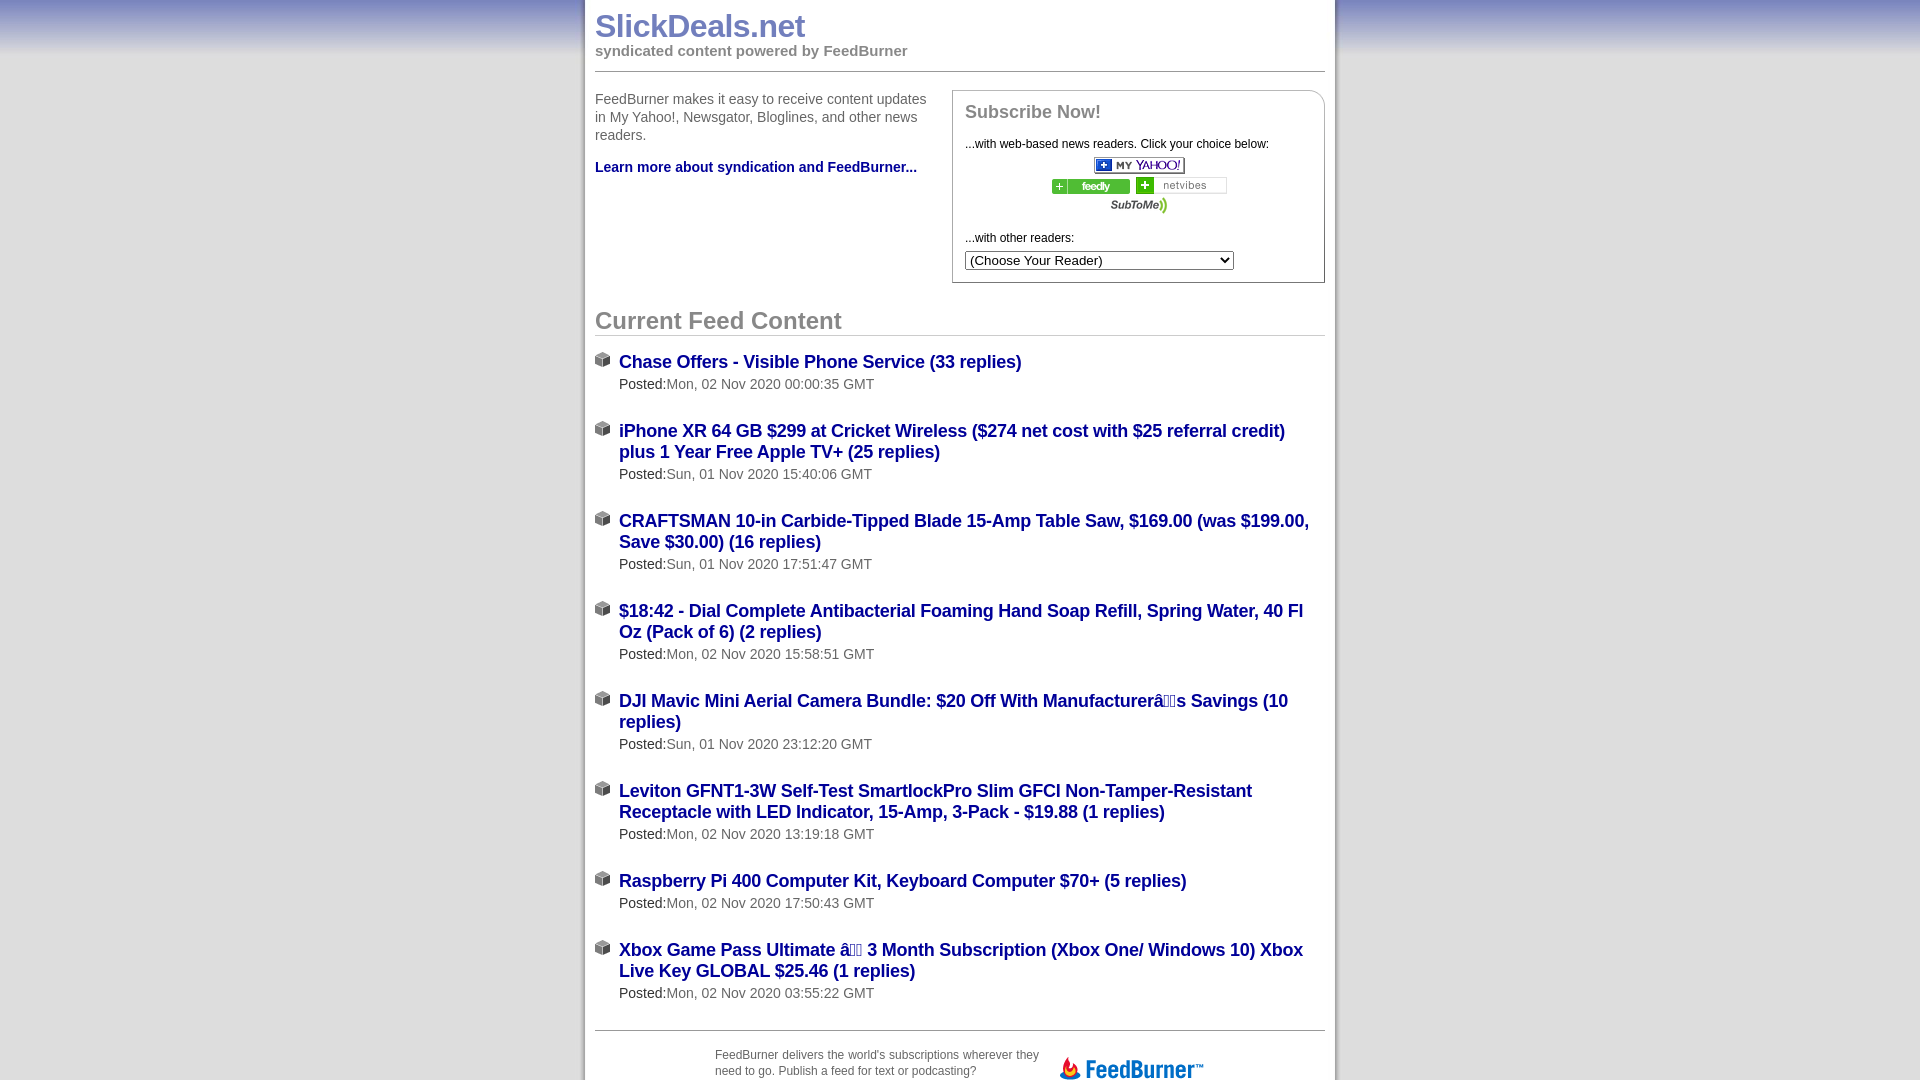 SlickDeals.net
syndicated content powered by FeedBurner
FeedBurner makes it easy to receive content updates
in My Yahoo!, Newsgator, Bloglines, and other news
readers.
Learn more about syndication and FeedBurner...
Subscribe Now!
...with web-based news readers. Click your choice below:
MY YAHOO!
feedly
netvibes
SubToMe
...with other readers:
(Choose Your Reader)
Current Feed Content
Chase Offers - Visible Phone Service (33 replies)
Posted:Mon, 02 Nov 2020 00:00:35 GMT
iPhone XR 64 GB $299 at Cricket Wireless ($274 net cost with $25 referral credit)
plus 1 Year Free Apple TV+ (25 replies)
Posted:Sun, 01 Nov 2020 15:40:06 GMT
CRAFTSMAN 10-in Carbide-Tipped Blade 15-Amp Table Saw, $169.00 (was $199.00,
Save $30.00) (16 replies)
Posted:Sun, 01 Nov 2020 17:51:47 GMT
$18:42 - Dial Complete Antibacterial Foaming Hand Soap Refill, Spring Water, 40 Fl
Oz (Pack of 6) (2 replies)
Posted:Mon, 02 Nov 2020 15:58:51 GMT
DJI Mavic Mini Aerial Camera Bundle: $20 Off With Manufacturerâs Savings (10
replies)
Posted:Sun, 01 Nov 2020 23:12:20 GMT
Leviton GFNT1-3W Self-Test SmartlockPro Slim GFCI Non-Tamper-Resistant
Receptacle with LED Indicator, 15-Amp, 3-Pack - $19.88 (1 replies)
Posted:Mon, 02 Nov 2020 13:19:18 GMT
Raspberry Pi 400 Computer Kit, Keyboard Computer $70+ (5 replies)
Posted:Mon, 02 Nov 2020 17:50:43 GMT
Xbox Game Pass Ultimate â 3 Month Subscription (Xbox One/ Windows 10) Xbox
Live Key GLOBAL $25.46 (1 replies)
Posted:Mon, 02 Nov 2020 03:55:22 GMT
FeedBurner delivers the world's subscriptions wherever they
need to go. Publish a feed for text or podcasting?
FeedBurner™